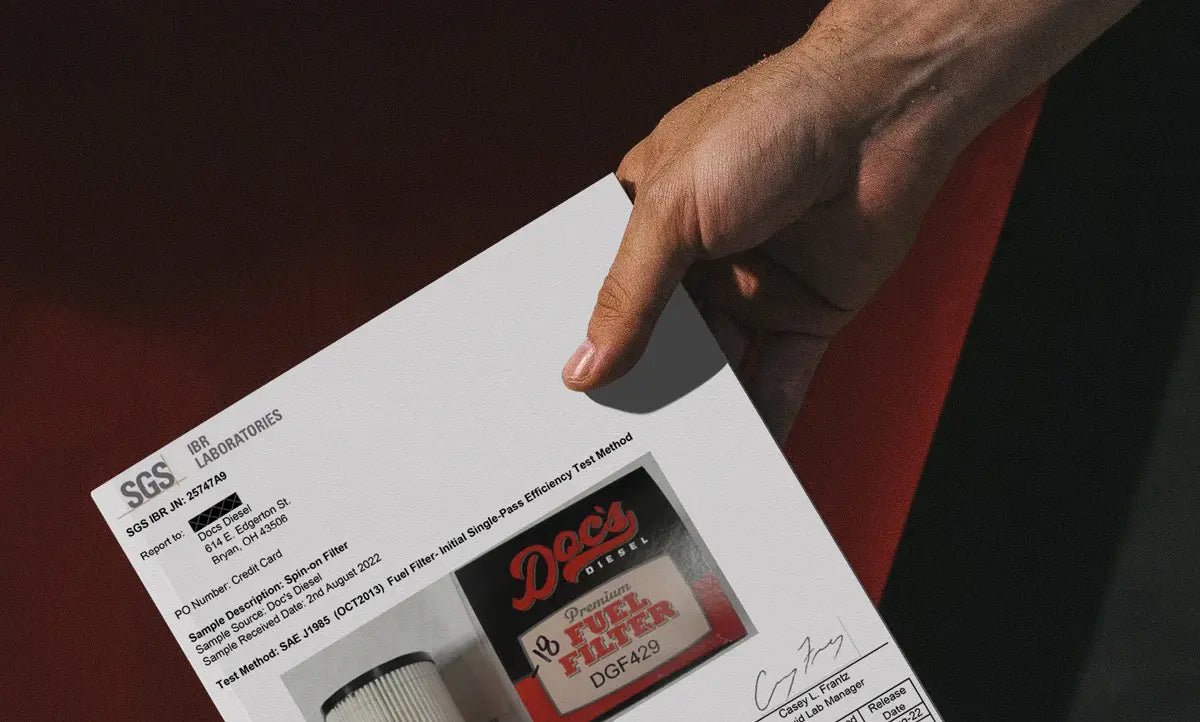 SGS
IBR
LABORATORIES
SGS IBR JN: 25747A9
Report to:
Docs Diesel
614 E. Edgerton St.
Bryan, OH 43506
PO Number: Credit Card
Sample Description: Spin-on Filter
Sample Source: Doc's Diesel
Sample Received Date: 2nd August 2022
Test Method: SAE J1985 (OCT2013) Fuel Filter- Initial Single-Pass Efficiency Test Method
Doc's
DIESEL
Premium
18 FUEL
FILTER
DGF429
Casey L. Frantz
Lab Manager
Release
Date